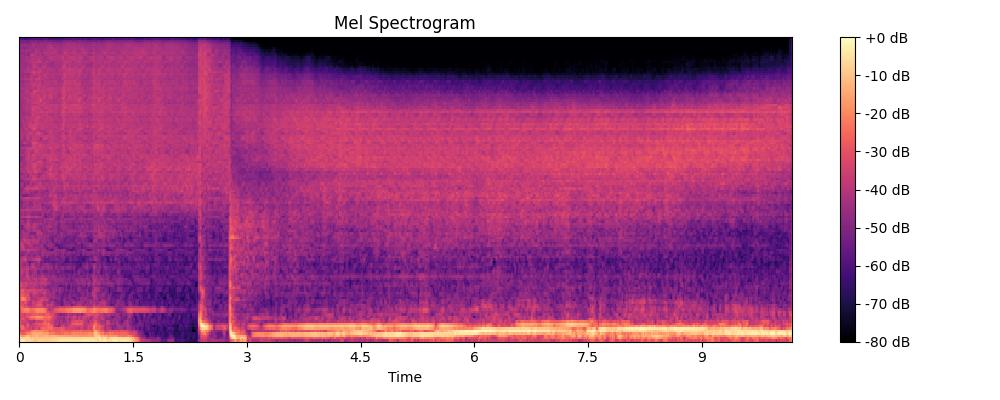 Mel Spectrogram
+0 dB
-10 dB
-20 dB
-30 dB
-40 dB
-50 dB
-60 dB
-70 dB
-80 dB
0 1.5 3 4.5 6 7.5 9
Time